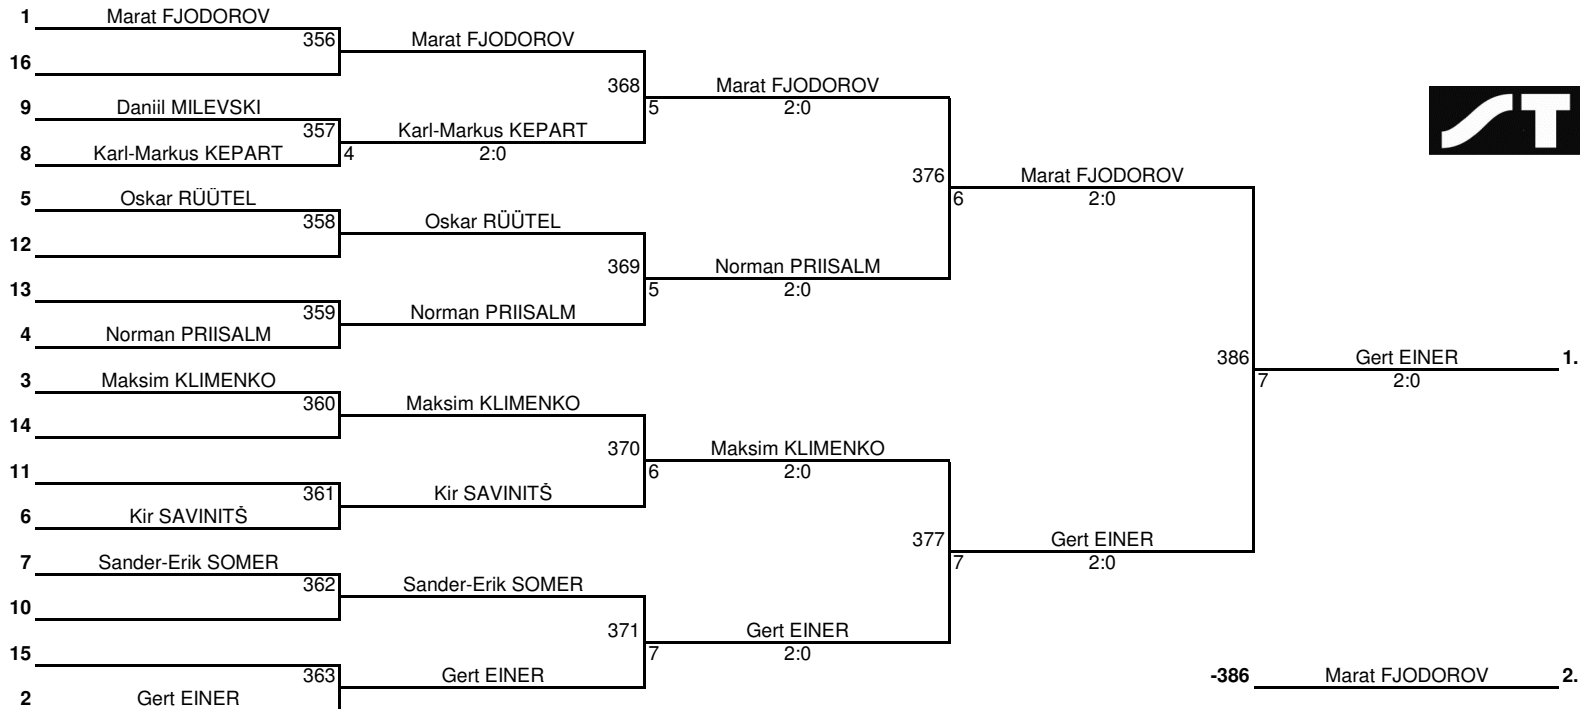 1 Marat FJODOROV
356 Marat FJODOROV
16
368 Marat FJODOROV
9 Daniil MILEVSKI 5 2:0
357 Karl-Markus KEPART
8 Karl-Markus KEPART 4 2:0
376 Marat FJODOROV
5 Oskar RÜÜTEL 6 2:0
358 Oskar RÜÜTEL
12
369 Norman PRIISALM
13 5 2:0
359 Norman PRIISALM
4 Norman PRIISALM
386 Gert EINER 1.
3 Maksim KLIMENKO 7 2:0
360 Maksim KLIMENKO
14
370 Maksim KLIMENKO
11 6 2:0
361 Kir SAVINITŠ
6 Kir SAVINITŠ
377 Gert EINER
7 Sander-Erik SOMER 7 2:0
362 Sander-Erik SOMER
10
371 Gert EINER
15 7 2:0
363 Gert EINER -386 Marat FJODOROV 2.
2 Gert EINER
ST